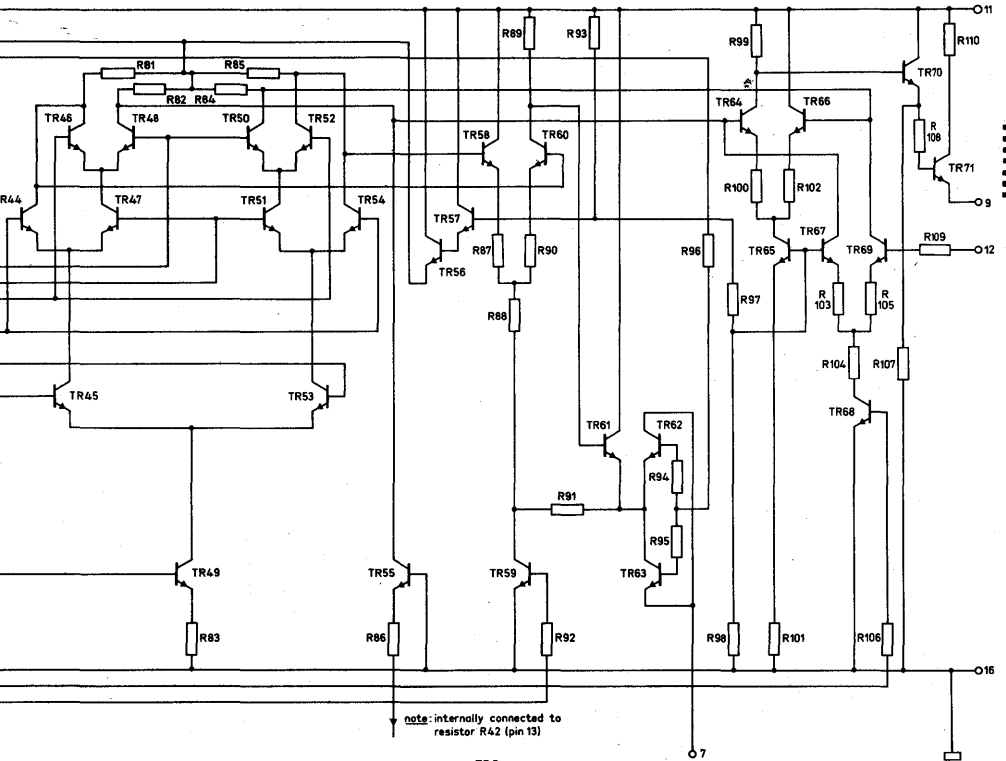 11
R89
R93
R99
R110
R81
R85
TR70
R82
R84
TR64
TR66
TR46
TR48
TR50
TR52
TR58
TR60
R
108
TR71
R100
R102
9
R44
TR47
TR51
TR54
TR57
TR67
R109
R87
R90
R96
TR65
TR69
12
TR56
R97
R
103
R
105
R88
R104
R107
TR45
TR53
TR68
TR61
TR62
R94
R91
R95
TR49
TR55
TR59
TR63
R83
R86
R92
R98
R101
R106
16
note: internally connected to
resistor R42 (pin 13)
7